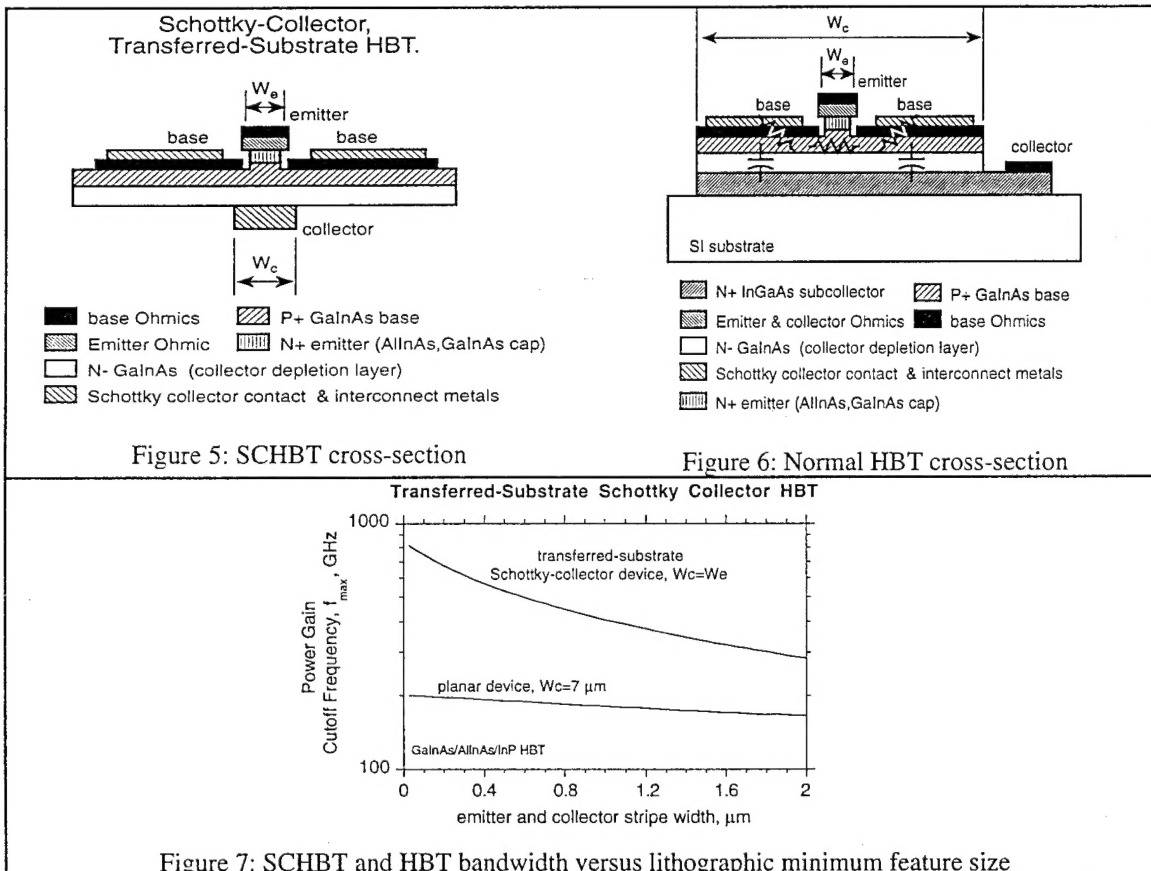 Schottky-Collector,
Transferred-Substrate HBT.
We
emitter
base
base
collector
Wc
base Ohmics
P+ GaInAs base
Emitter Ohmic
N+ emitter (AlInAs,GaInAs cap)
N- GaInAs (collector depletion layer)
Schottky collector contact & interconnect metals
Figure 5: SCHBT cross-section
Wc
We
emitter
base
base
collector
SI substrate
N+ InGaAs subcollector
P+ GaInAs base
Emitter & collector Ohmics
base Ohmics
N- GaInAs (collector depletion layer)
Schottky collector contact & interconnect metals
N+ emitter (AlInAs,GaInAs cap)
Figure 6: Normal HBT cross-section
Transferred-Substrate Schottky Collector HBT
1000
transferred-substrate
Schottky-collector device, Wc=We
Power Gain
Cutoff Frequency, fmax, GHz
planar device, Wc=7 µm
GaInAs/AlInAs/InP HBT
100
0 0.4 0.8 1.2 1.6 2
emitter and collector stripe width, µm
Figure 7: SCHBT and HBT bandwidth versus lithographic minimum feature size